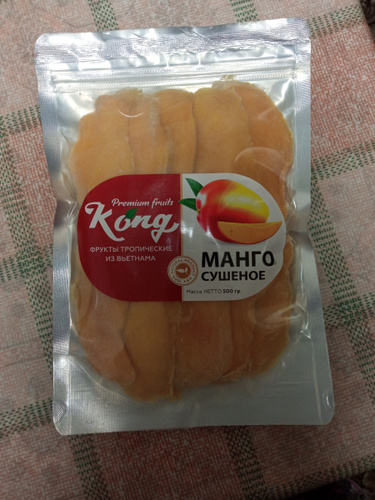 Premium fruits
Kong
ФРУКТЫ ТРОПИЧЕСКИЕ
ИЗ ВЬЕТНАМА
МАНГО
СУШЕНОЕ
Масса НЕТТО 500 гр.